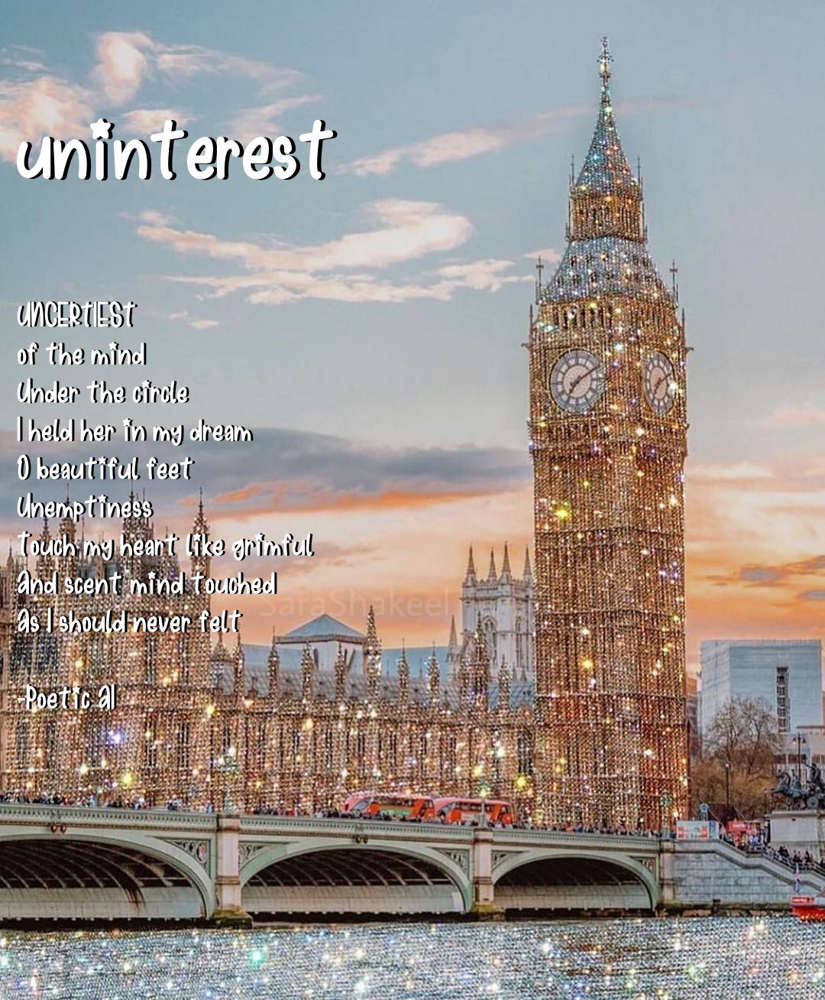 uninterest
UNCERTIEST
of the mind
Under the circle
I held her in my dream
O beautiful feet
Unemptiness
Touch my heart like grimful
And scent mind touched
As I should never felt
-Poetic al
SaraShakeel